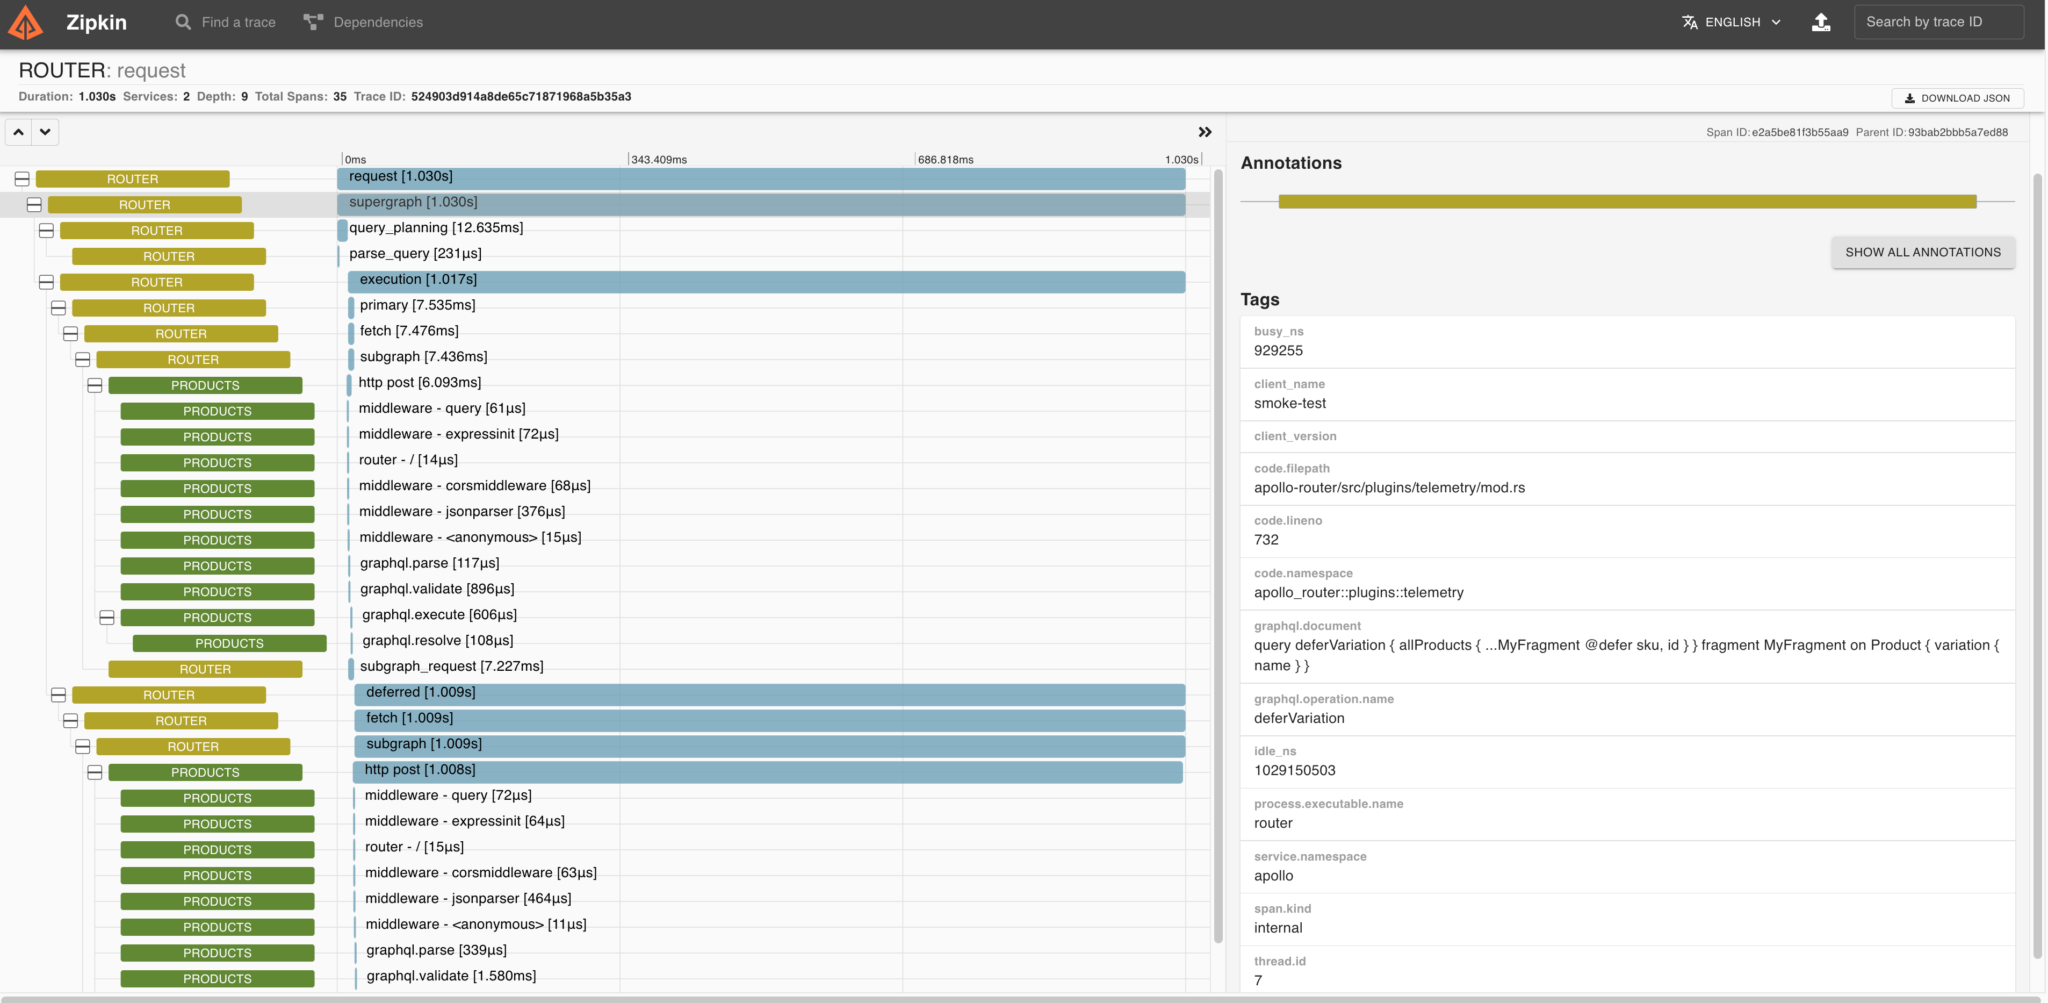 Zipkin
Find a trace
Dependencies
ENGLISH
Search by trace ID
ROUTER: request
Duration: 1.030s Services: 2 Depth: 9 Total Spans: 35 Trace ID: 524903d914a8de65c71871968a5b35a3
DOWNLOAD JSON
Span ID: e2a5be81f3b55aa9 Parent ID: 93bab2bbb5a7ed88
0ms 343.409ms 686.818ms 1.030s
ROUTER request [1.030s]
ROUTER supergraph [1.030s]
ROUTER query_planning [12.635ms]
ROUTER parse_query [231μs]
ROUTER execution [1.017s]
ROUTER primary [7.535ms]
ROUTER fetch [7.476ms]
ROUTER subgraph [7.436ms]
PRODUCTS http post [6.093ms]
PRODUCTS middleware - query [61μs]
PRODUCTS middleware - expressinit [72μs]
PRODUCTS router - / [14μs]
PRODUCTS middleware - corsmiddleware [68μs]
PRODUCTS middleware - jsonparser [376μs]
PRODUCTS middleware - <anonymous> [15μs]
PRODUCTS graphql.parse [117μs]
PRODUCTS graphql.validate [896μs]
PRODUCTS graphql.execute [606μs]
PRODUCTS graphql.resolve [108μs]
ROUTER subgraph_request [7.227ms]
ROUTER deferred [1.009s]
ROUTER fetch [1.009s]
ROUTER subgraph [1.009s]
PRODUCTS http post [1.008s]
PRODUCTS middleware - query [72μs]
PRODUCTS middleware - expressinit [64μs]
PRODUCTS router - / [15μs]
PRODUCTS middleware - corsmiddleware [63μs]
PRODUCTS middleware - jsonparser [464μs]
PRODUCTS middleware - <anonymous> [11μs]
PRODUCTS graphql.parse [339μs]
PRODUCTS graphql.validate [1.580ms]
Annotations
SHOW ALL ANNOTATIONS
Tags
busy_ns
929255
client_name
smoke-test
client_version
code.filepath
apollo-router/src/plugins/telemetry/mod.rs
code.lineno
732
code.namespace
apollo_router::plugins::telemetry
graphql.document
query deferVariation { allProducts { ...MyFragment @defer sku, id } } fragment MyFragment on Product { variation {
name } }
graphql.operation.name
deferVariation
idle_ns
1029150503
process.executable.name
router
service.namespace
apollo
span.kind
internal
thread.id
7